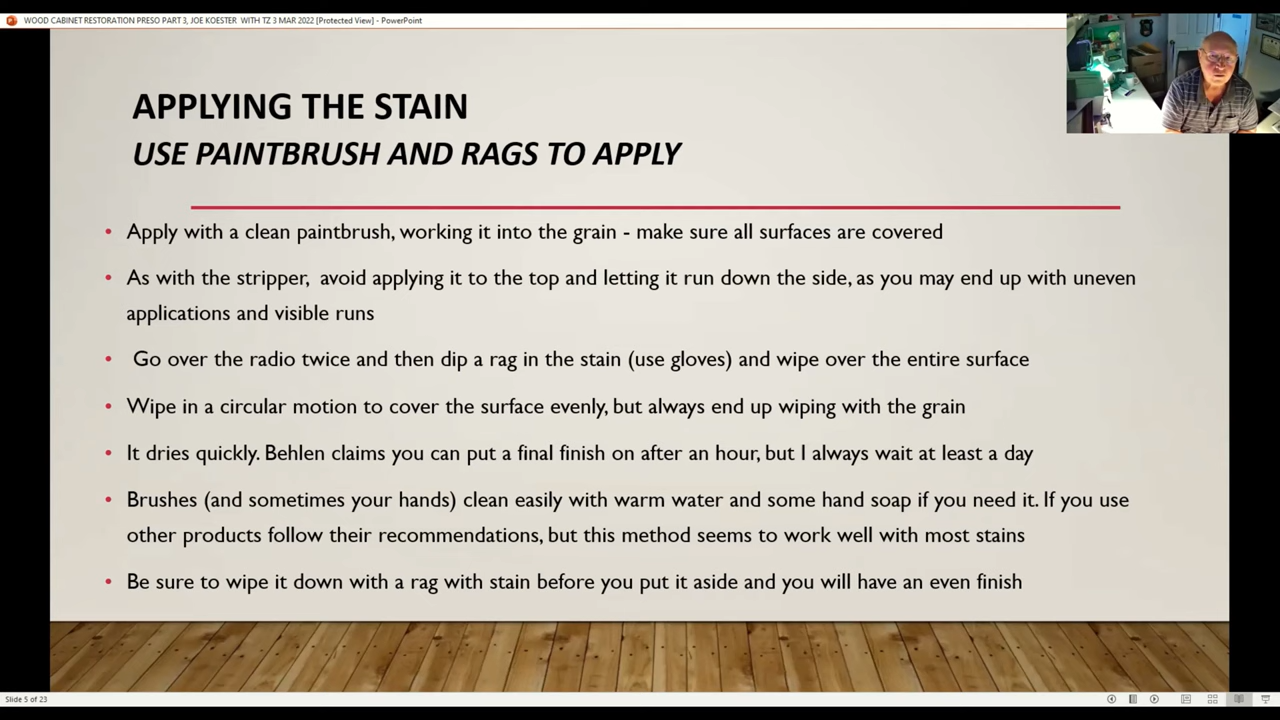 WOOD CABINET RESTORATION PRESO PART 3, JOE KOESTER  WITH TZ 3 MAR 2022 [Protected View] - PowerPoint
APPLYING THE STAIN
USE PAINTBRUSH AND RAGS TO APPLY
• Apply with a clean paintbrush, working it into the grain - make sure all surfaces are covered
• As with the stripper,  avoid applying it to the top and letting it run down the side, as you may end up with uneven
applications and visible runs
• Go over the radio twice and then dip a rag in the stain (use gloves) and wipe over the entire surface
• Wipe in a circular motion to cover the surface evenly, but always end up wiping with the grain
• It dries quickly. Behlen claims you can put a final finish on after an hour, but I always wait at least a day
• Brushes (and sometimes your hands) clean easily with warm water and some hand soap if you need it. If you use
other products follow their recommendations, but this method seems to work well with most stains
• Be sure to wipe it down with a rag with stain before you put it aside and you will have an even finish
Slide 5 of 23